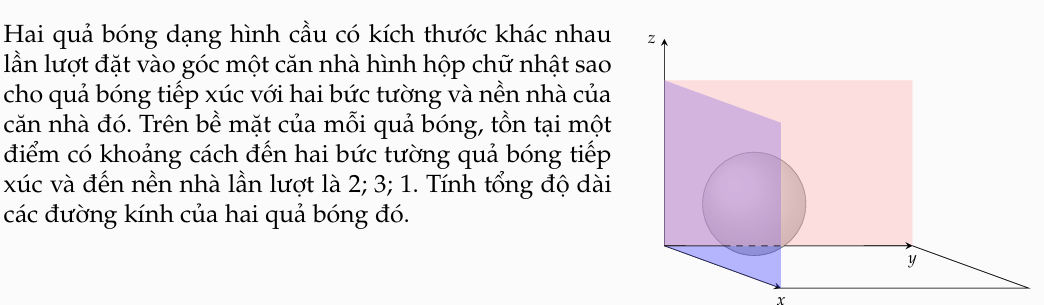 Hai quả bóng dạng hình cầu có kích thước khác nhau
lần lượt đặt vào góc một căn nhà hình hộp chữ nhật sao
cho quả bóng tiếp xúc với hai bức tường và nền nhà của
căn nhà đó. Trên bề mặt của mỗi quả bóng, tồn tại một
điểm có khoảng cách đến hai bức tường quả bóng tiếp
xúc và đến nền nhà lần lượt là 2; 3; 1. Tính tổng độ dài
các đường kính của hai quả bóng đó.
z
y
x